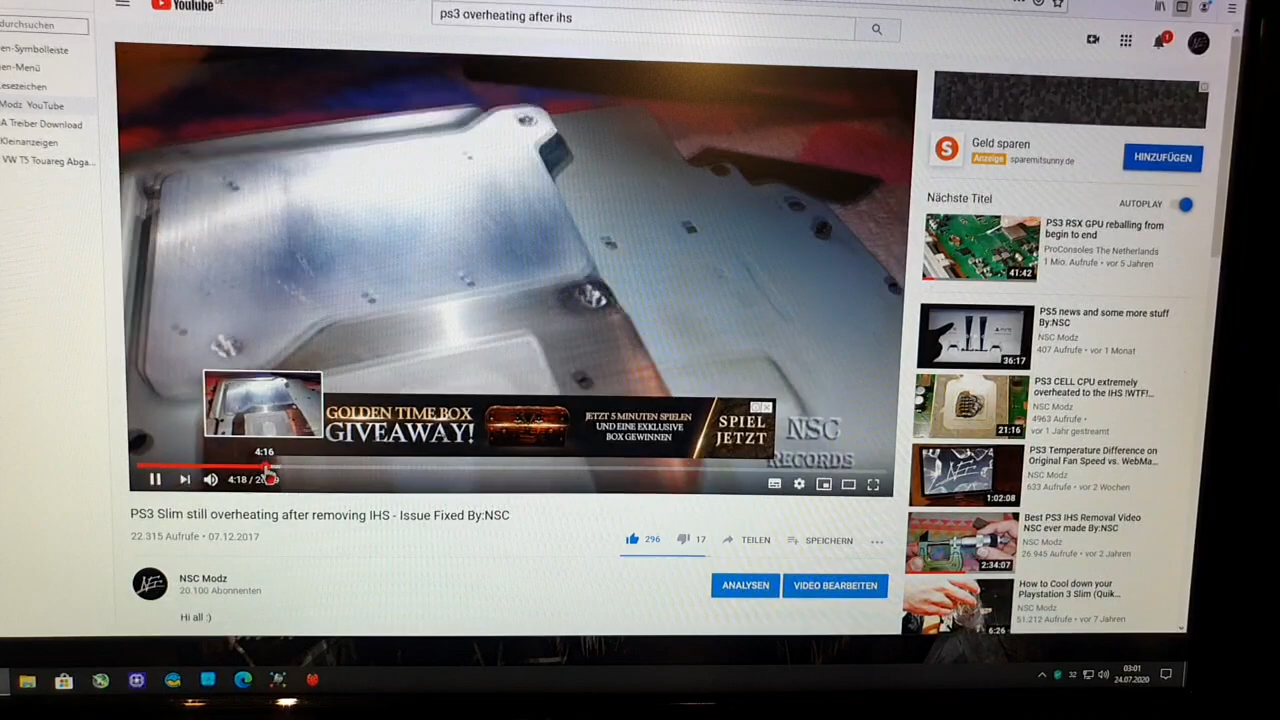 YouTube
ps3 overheating after ihs
durchsuchen
en-Symbolleiste
en-Menü
esezeichen
Modz YouTube
A Treiber Download
Kleinanzeigen
VW T5 Touareg Abga...
1
S
Geld sparen
Anzeige sparemitsunny.de
HINZUFÜGEN
Nächste Titel
AUTOPLAY
PS3 RSX GPU reballing from
begin to end
ProConsoles The Netherlands
1 Mio. Aufrufe • vor 5 Jahren
41:42
PS5 news and some more stuff
By:NSC
NSC Modz
407 Aufrufe • vor 1 Monat
36:17
PS3 CELL CPU extremely
overheated to the IHS !WTF!...
NSC Modz
4963 Aufrufe •
vor 1 Jahr gestreamt
21:16
PS3 Temperature Difference on
Original Fan Speed vs. WebMa...
NSC Modz
633 Aufrufe • vor 2 Wochen
1:02:08
Best PS3 IHS Removal Video
NSC ever made By:NSC
NSC Modz
26 945 Aufrufe • vor 2 Jahren
2:34:07
How to Cool down your
Playstation 3 Slim (Quik...
NSC Modz
51.212 Aufrufe • vor 7 Jahren
6:26
GOLDEN TIME BOX
GIVEAWAY!
JETZT 5 MINUTEN SPIELEN
UND EINE EXKLUSIVE
BOX GEWINNEN
SPIEL
JETZT
NSC
RECORDS
4:16
4:18 /
PS3 Slim still overheating after removing IHS - Issue Fixed By:NSC
22.315 Aufrufe • 07.12.2017
296
17
TEILEN
SPEICHERN
NSC Modz
20.100 Abonnenten
ANALYSEN
VIDEO BEARBEITEN
Hi all :)
32
03:01
24.07.2020